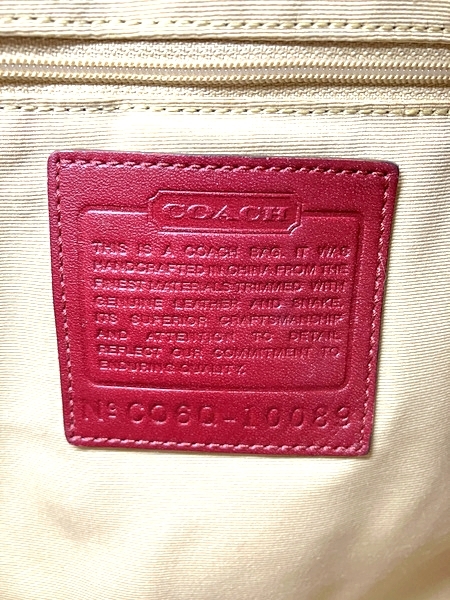 COACH
THIS IS A COACH BAG. IT WAS
HANDCRAFTED IN CHINA FROM THE
FINEST MATERIALS. TRIMMED WITH
GENUINE LEATHER AND SNAKE.
ITS SUPERIOR CRAFTSMANSHIP
AND ATTENTION TO DETAIL
REFLECT OUR COMMITMENT TO
ENDURING QUALITY.
Nº CO6Q-10089